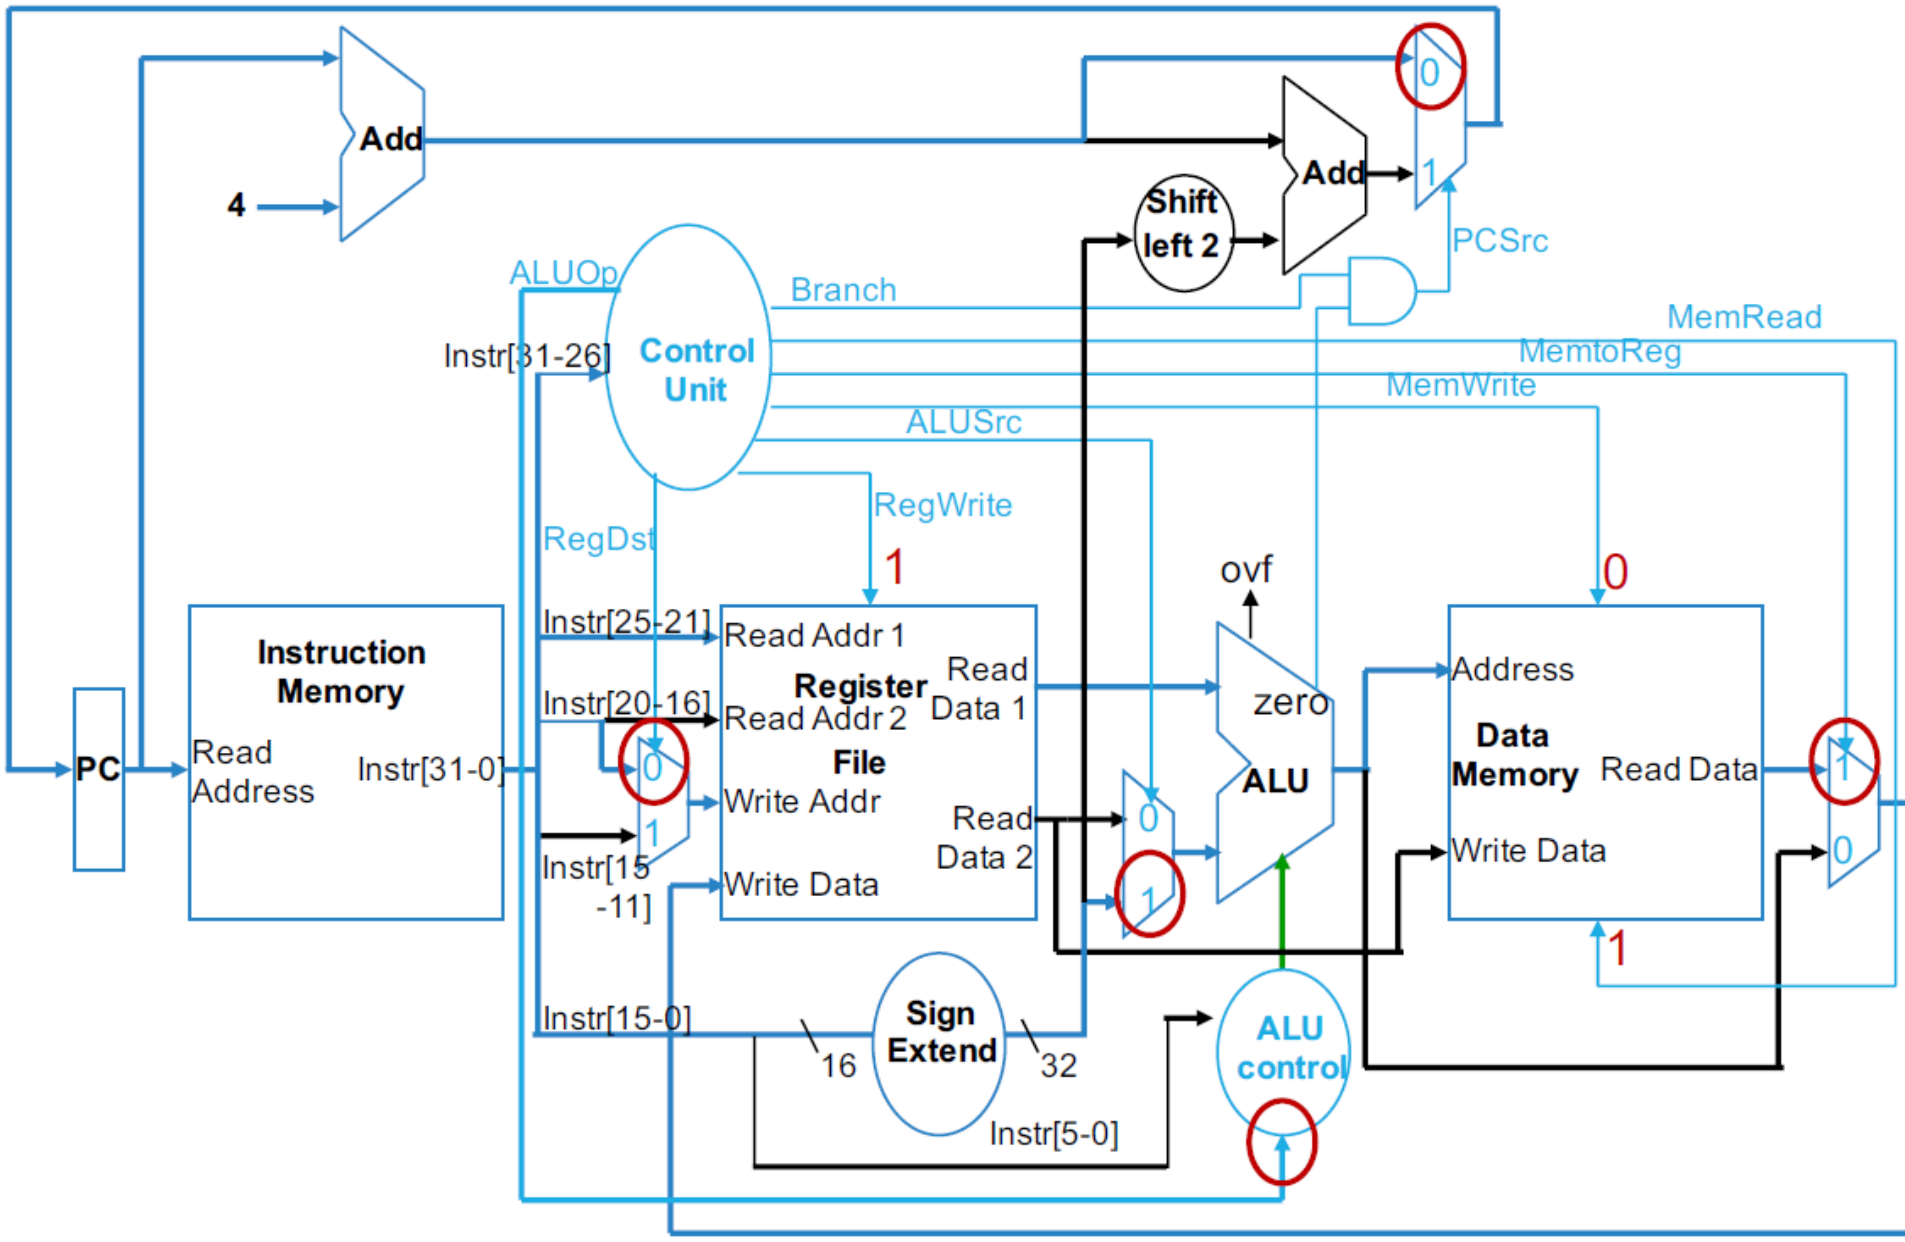 0
Add
4
Add
1
Shift
left 2
PCSrc
ALUOp
Branch
MemRead
Instr[31-26]
Control
Unit
MemtoReg
MemWrite
ALUSrc
RegWrite
RegDst
1
ovf
0
Instr[25-21]
Read Addr 1
Instruction
Memory
Register
File
Read
Data 1
Instr[20-16]
Read Addr 2
zero
Address
Data
Memory
PC
Read
Address
Instr[31-0]
0
1
Write Addr
ALU
Read Data
1
0
Read
Data 2
0
1
Write Data
Instr[15
-11]
Write Data
1
Instr[15-0]
16
Sign
Extend
32
ALU
control
Instr[5-0]